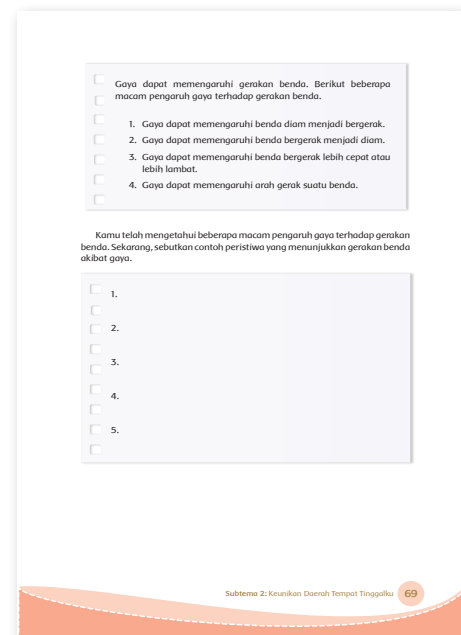 Gaya dapat memengaruhi gerakan benda. Berikut beberapa
macam pengaruh gaya terhadap gerakan benda.
1. Gaya dapat memengaruhi benda diam menjadi bergerak.
2. Gaya dapat memengaruhi benda bergerak menjadi diam.
3. Gaya dapat memengaruhi benda bergerak lebih cepat atau
lebih lambat.
4. Gaya dapat memengaruhi arah gerak suatu benda.
Kamu telah mengetahui beberapa macam pengaruh gaya terhadap gerakan
benda. Sekarang, sebutkan contoh peristiwa yang menunjukkan gerakan benda
akibat gaya.
1.
2.
3.
4.
5.
Subtema 2: Keunikan Daerah Tempat Tinggalku 69